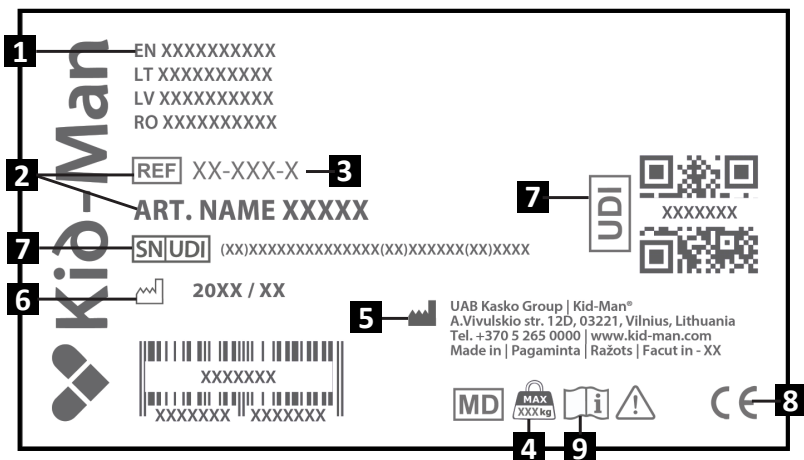 1
EN XXXXXXXXXX
LT XXXXXXXXXX
LV XXXXXXXXXX
RO XXXXXXXXXX
Kid-Man
2 REF XX-XXX-X 3
ART. NAME XXXXX
7 SN UDI (XX)XXXXXXXXXXXXXX(XX)XXXXXX(XX)XXXX
6 20XX / XX
XXXXXXX
XXXXXXX XXXXXXX
7 UDI XXXXXXX
5
UAB Kasko Group | Kid-Man®
A.Vivulskio str. 12D, 03221, Vilnius, Lithuania
Tel. +370 5 265 0000 | www.kid-man.com
Made in | Pagaminta | Ražots | Facut in - XX
MD MAX XXX kg i ! CE 8
4 9